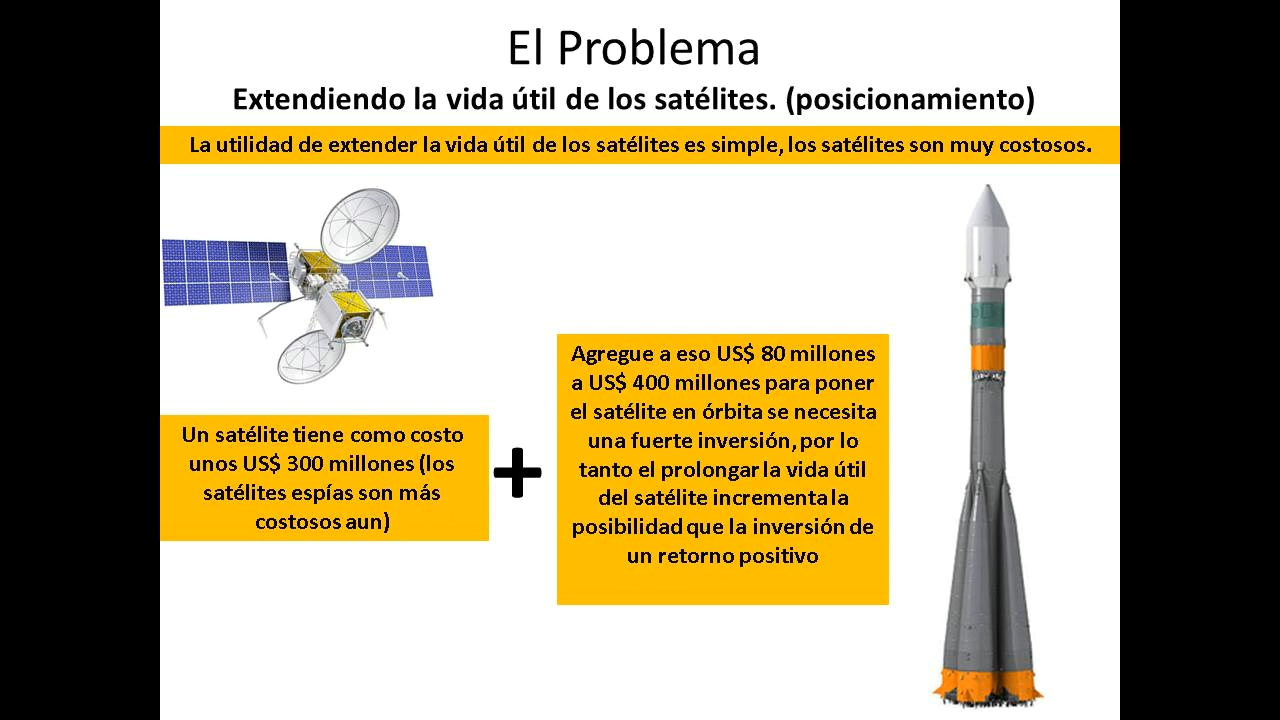 El Problema
Extendiendo la vida útil de los satélites. (posicionamiento)
La utilidad de extender la vida útil de los satélites es simple, los satélites son muy costosos.
Un satélite tiene como costo
unos US$ 300 millones (los
satélites espías son más
costosos aun)
+
Agregue a eso US$ 80 millones
a US$ 400 millones para poner
el satélite en órbita se necesita
una fuerte inversión, por lo
tanto el prolongar la vida útil
del satélite incrementa la
posibilidad que la inversión de
un retorno positivo